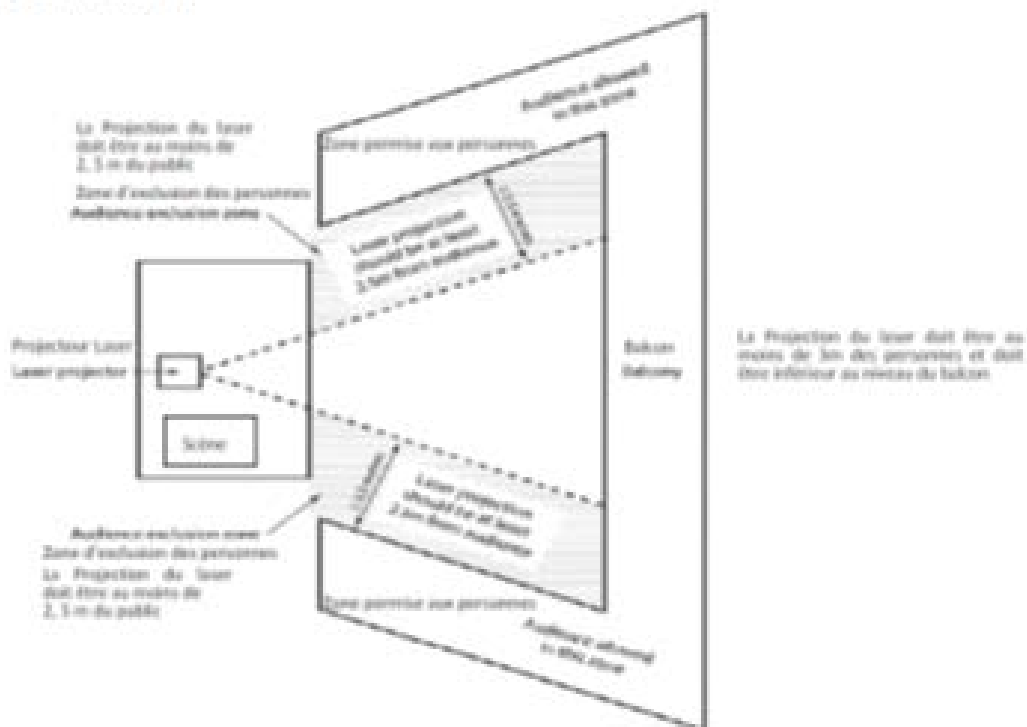 Audience allowed
in this zone
La Projection du laser
doit être au moins de
2, 5 m du public
Zone permise aux personnes
Zone d'exclusion des personnes
Audience exclusion zone
Laser projection
should be at least
2.5m from audience
Projecteur Laser
Laser projector
Balcon
Balcony
La Projection du laser doit être au
moins de 3m des personnes et doit
être inférieur au niveau du balcon
Scène
Laser projection
should be at least
2.5m from audience
Audience exclusion zone
Zone d'exclusion des personnes
La Projection du laser
doit être au moins de
2, 5 m du public
Zone permise aux personnes
Audience allowed
in this zone